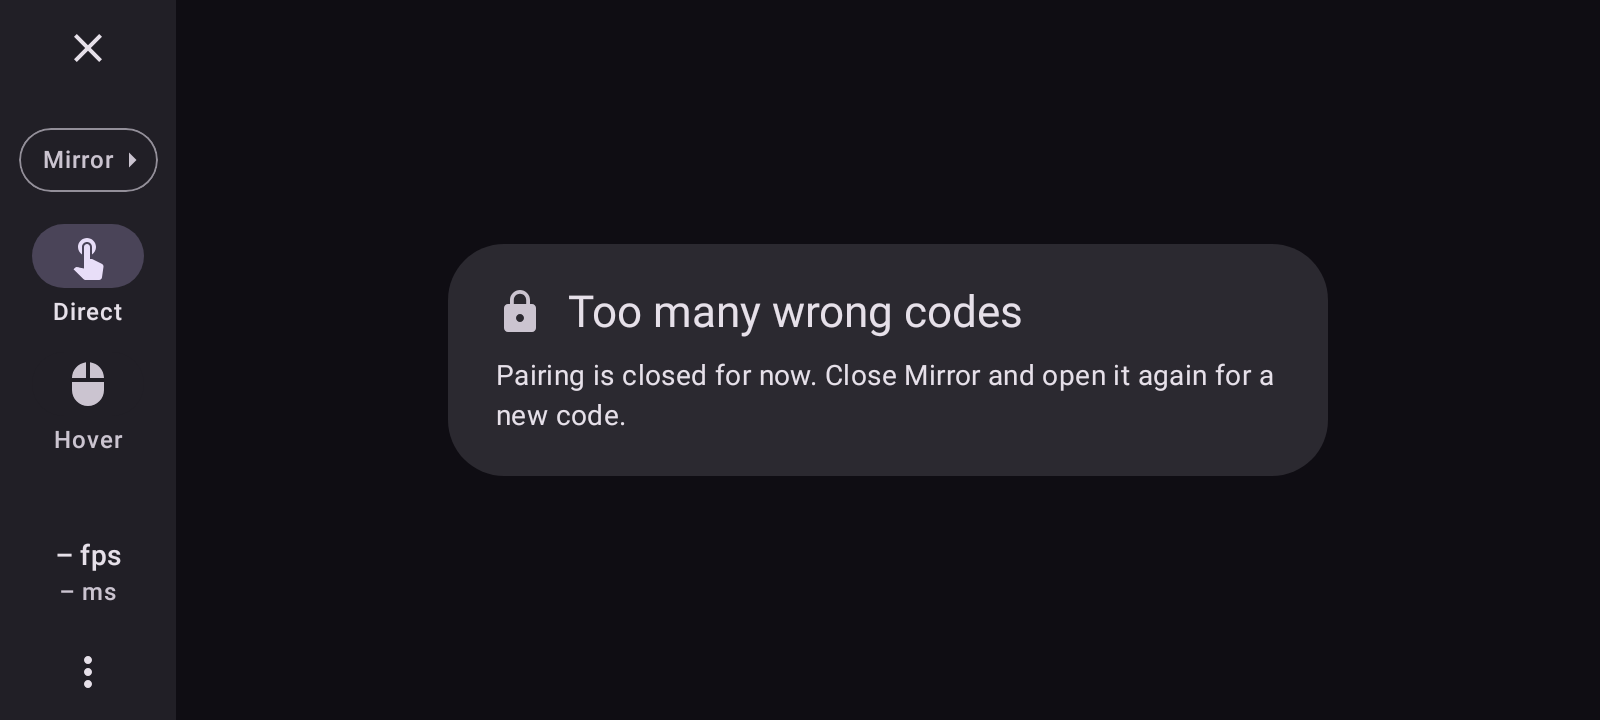 Mirror
Direct
Hover
– fps
– ms
Too many wrong codes
Pairing is closed for now. Close Mirror and open it again for a
new code.